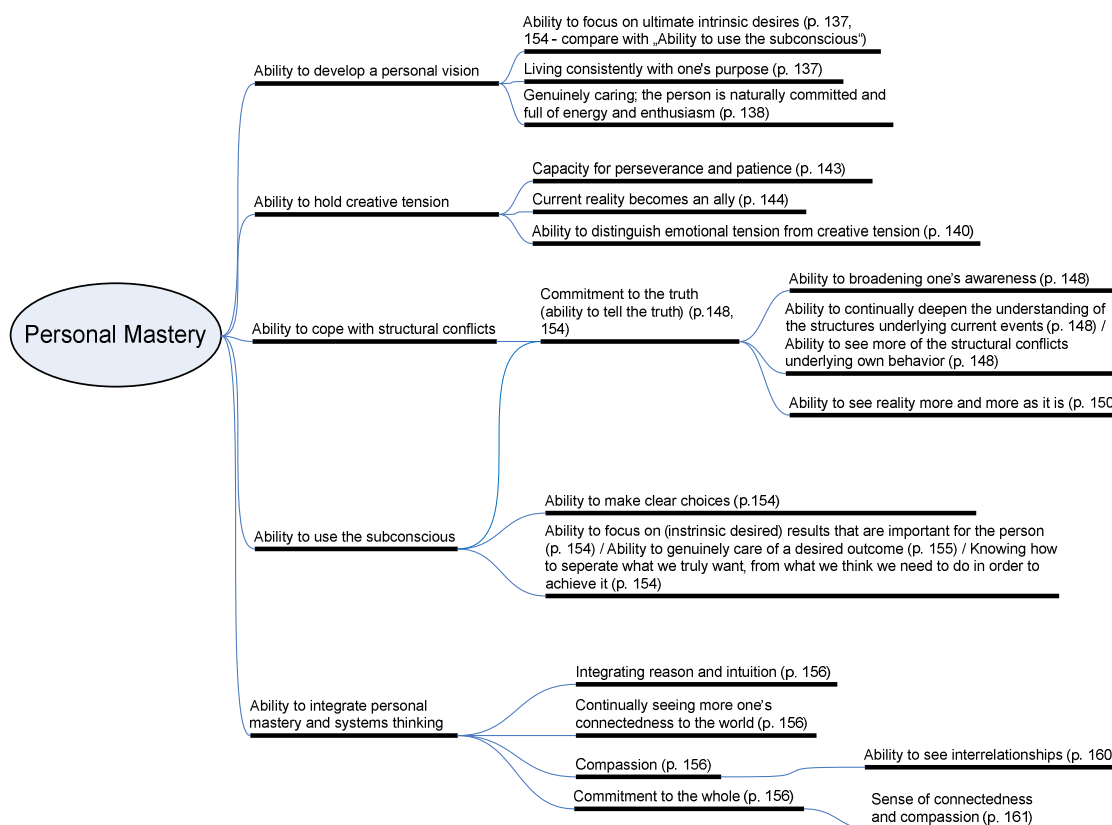 Personal Mastery
Ability to develop a personal vision
Ability to focus on ultimate intrinsic desires (p. 137,
154 - compare with „Ability to use the subconscious“)
Living consistently with one's purpose (p. 137)
Genuinely caring; the person is naturally committed and
full of energy and enthusiasm (p. 138)
Ability to hold creative tension
Capacity for perseverance and patience (p. 143)
Current reality becomes an ally (p. 144)
Ability to distinguish emotional tension from creative tension (p. 140)
Ability to cope with structural conflicts
Commitment to the truth
(ability to tell the truth) (p.148,
154)
Ability to broadening one's awareness (p. 148)
Ability to continually deepen the understanding of
the structures underlying current events (p. 148) /
Ability to see more of the structural conflicts
underlying own behavior (p. 148)
Ability to see reality more and more as it is (p. 150
Ability to use the subconscious
Ability to make clear choices (p.154)
Ability to focus on (instrinsic desired) results that are important for the person
(p. 154) / Ability to genuinely care of a desired outcome (p. 155) / Knowing how
to seperate what we truly want, from what we think we need to do in order to
achieve it (p. 154)
Ability to integrate personal
mastery and systems thinking
Integrating reason and intuition (p. 156)
Continually seeing more one's
connectedness to the world (p. 156)
Compassion (p. 156)
Ability to see interrelationships (p. 160
Commitment to the whole (p. 156)
Sense of connectedness
and compassion (p. 161)